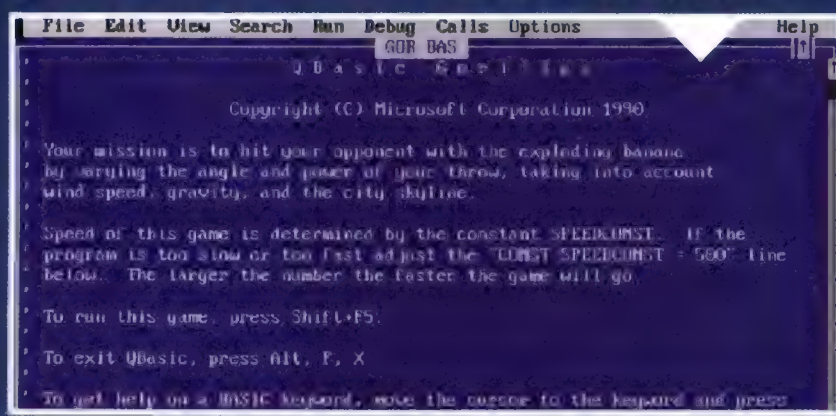 File Edit View Search Run Debug Calls Options Help
BAS
QBasic Gorillas
Copyright (C) Microsoft Corporation 1990
Your mission is to hit your opponent with the exploding banana
by varying the angle and power of your throw, taking into account
wind speed, gravity, and the city skyline.
Speed of this game is determined by the constant SPEEDCONST. If the
program is too slow or too fast adjust the "CONST SPEEDCONST = 500" line
below. The larger the number the faster the game will go
To run this game, press Shift+F5.
To exit QBasic, press Alt, F, X
To get help on a BASIC keyword, move the cursor to the keyword and press